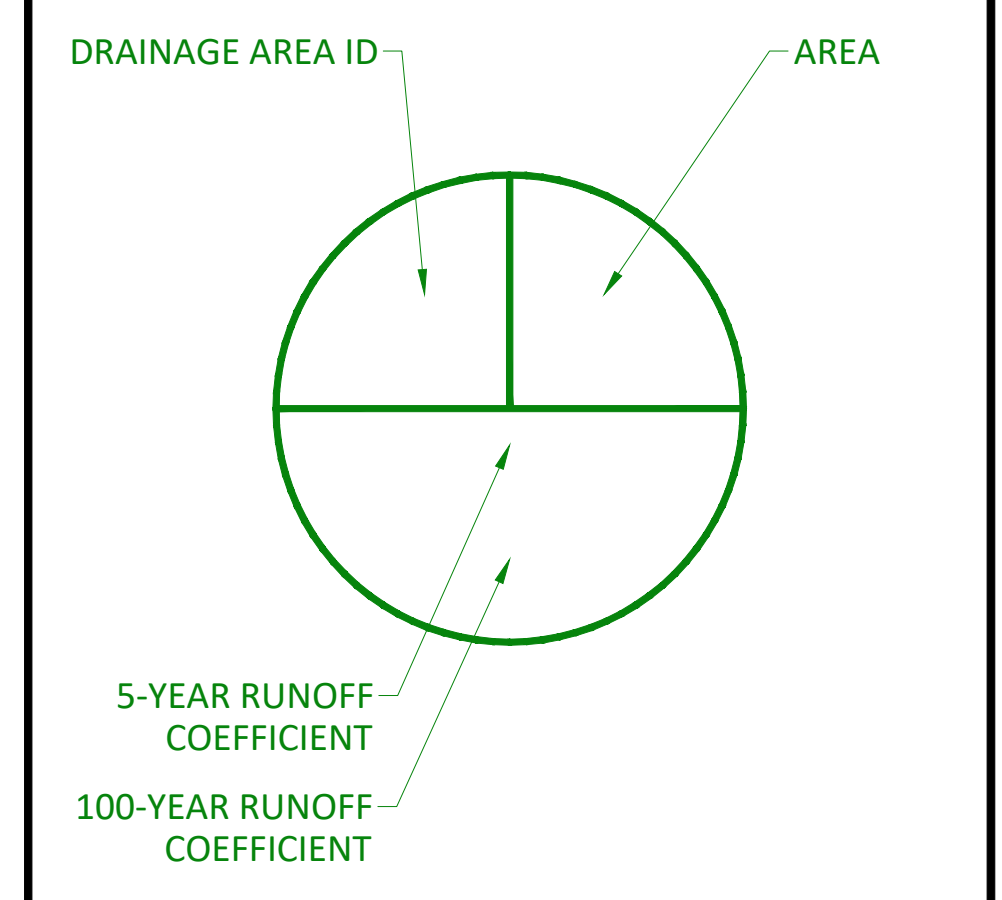 DRAINAGE AREA ID
AREA
5-YEAR RUNOFF
COEFFICIENT
100-YEAR RUNOFF
COEFFICIENT